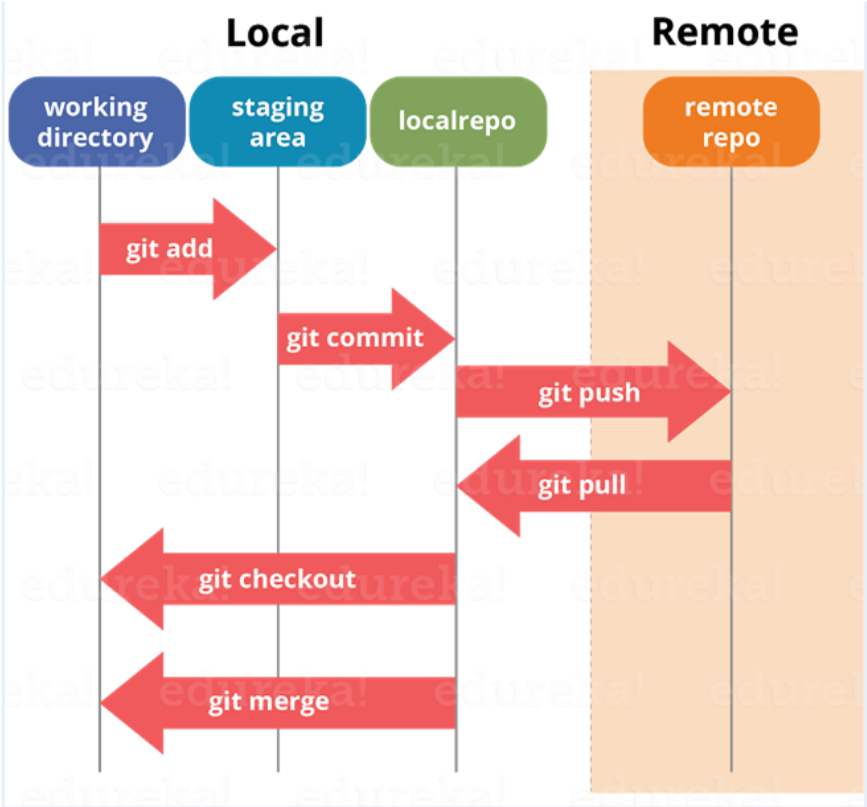 Local
Remote
working
directory
staging
area
localrepo
remote
repo
git add
git commit
git push
git pull
git checkout
git merge
edureka!